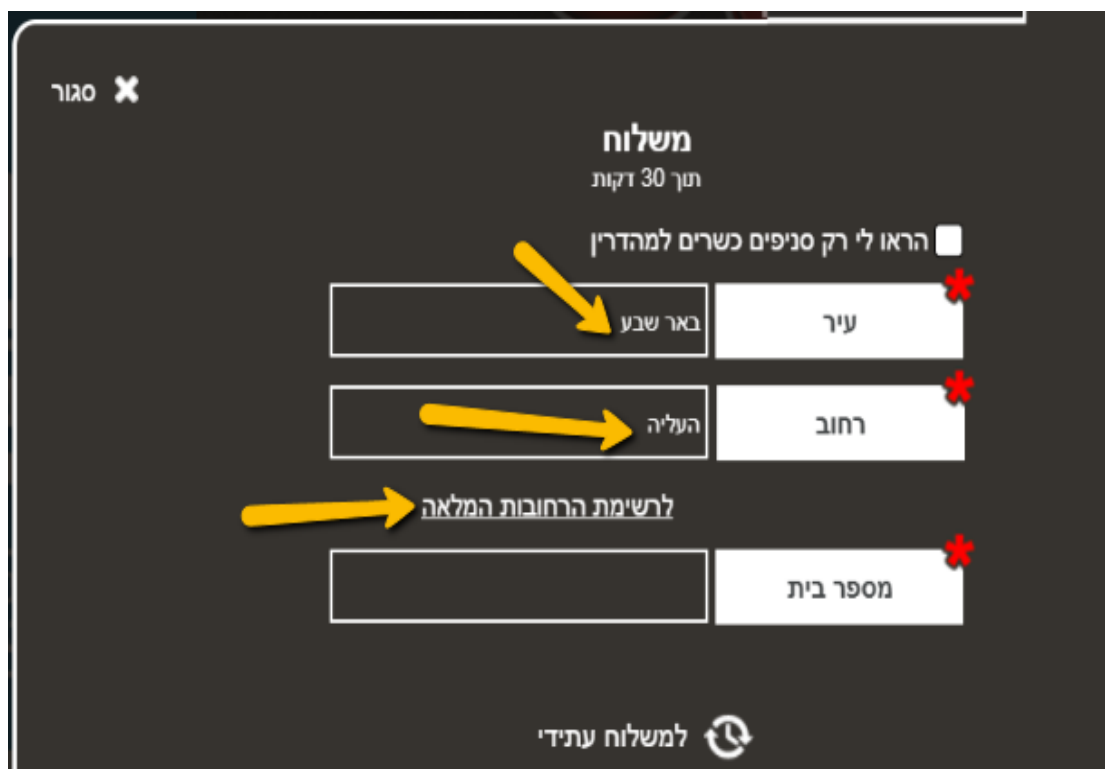 סגור
משלוח
תוך 30 דקות
הראו לי רק סניפים כשרים למהדרין
* עיר באר שבע
* רחוב העליה
לרשימת הרחובות המלאה
* מספר בית
למשלוח עתידי